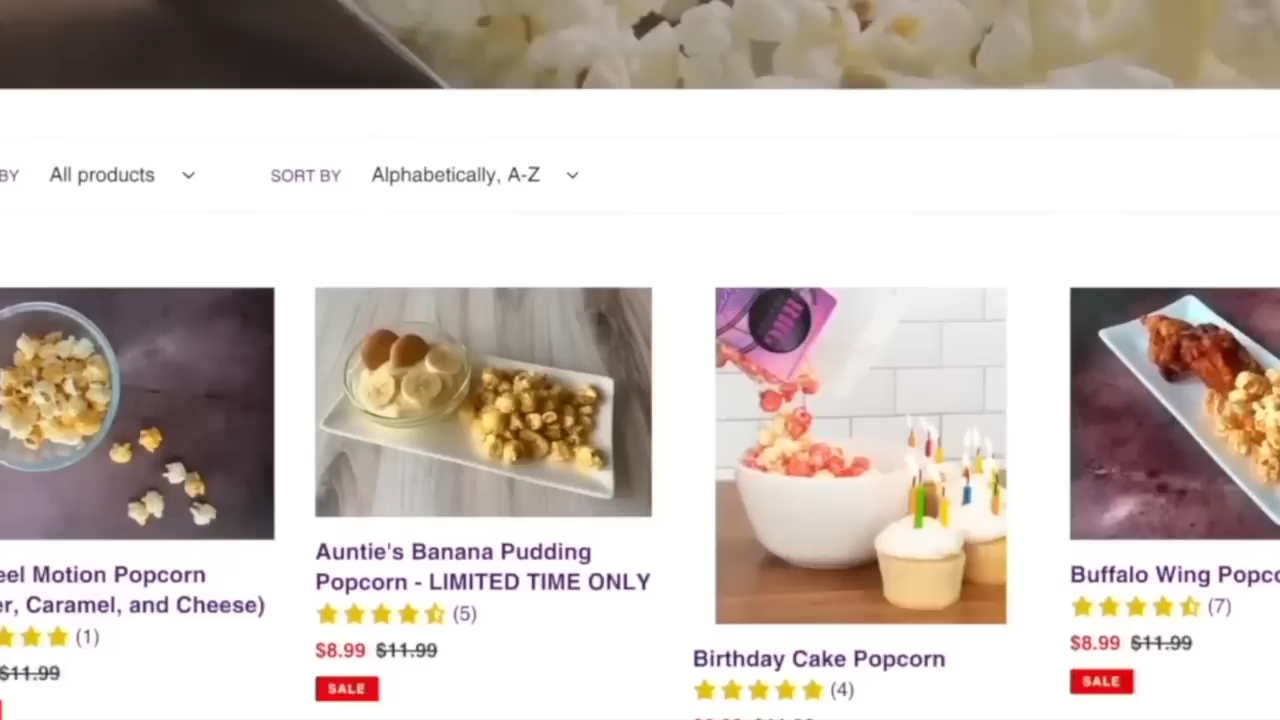 BY All products SORT BY Alphabetically, A-Z
eel Motion Popcorn
er, Caramel, and Cheese)
(1)
$11.99
Auntie's Banana Pudding
Popcorn - LIMITED TIME ONLY
(5)
$8.99 $11.99
SALE
Birthday Cake Popcorn
(4)
Buffalo Wing Popco
(7)
$8.99 $11.99
SALE